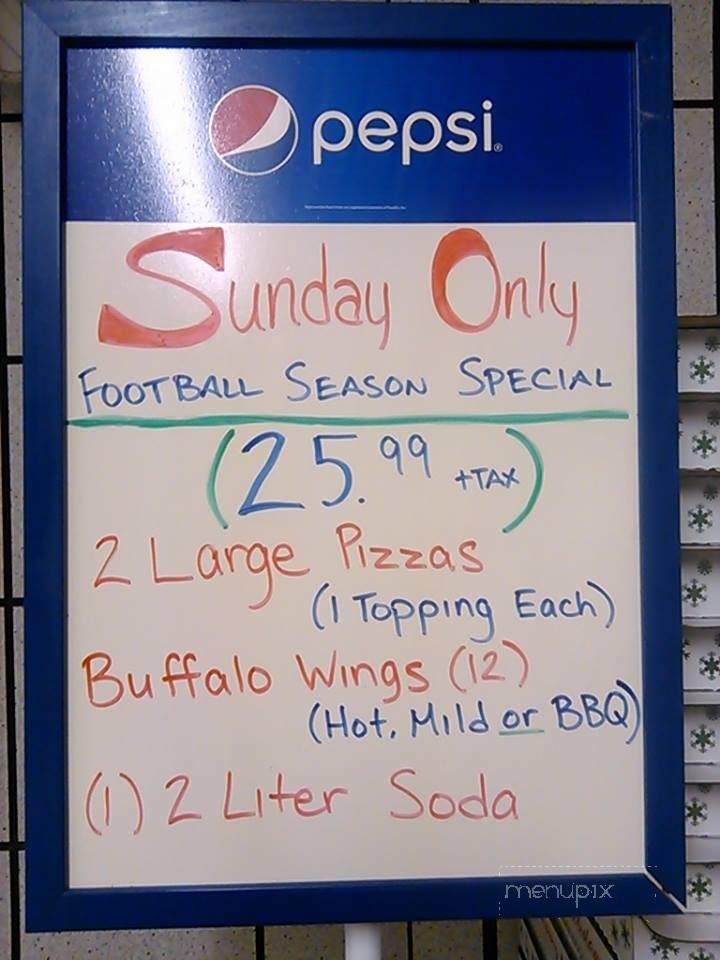 pepsi
Sunday Only
FOOTBALL SEASON SPECIAL
(25.99 +TAX)
2 Large Pizzas
(1 Topping Each)
Buffalo Wings (12)
(Hot, Mild or BBQ)
(1) 2 Liter Soda
menupix